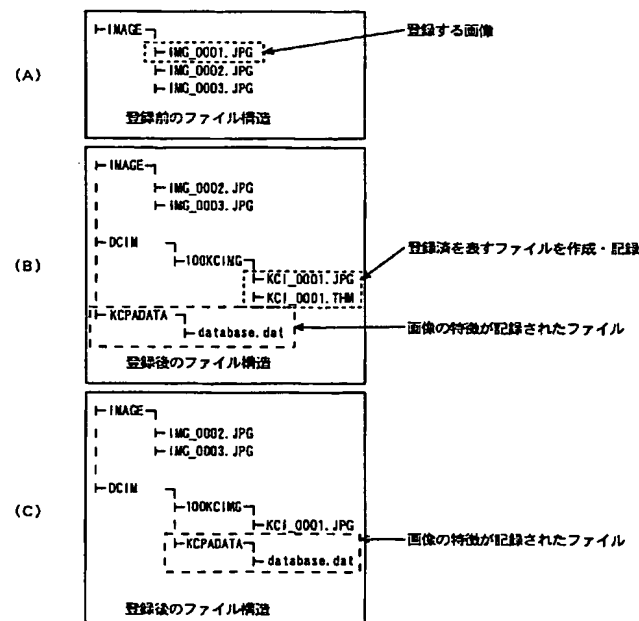 (A)
IMAGE
IMG_0001.JPG
IMG_0002.JPG
IMG_0003.JPG
登録前のファイル構造
登録する画像
(B)
IMAGE
IMG_0002.JPG
IMG_0003.JPG
DCIM
100KCIMG
KCI_0001.JPG
KCI_0001.THM
KCPADATA
database.dat
登録後のファイル構造
登録済を表すファイルを作成・記録
画像の特徴が記録されたファイル
(C)
IMAGE
IMG_0002.JPG
IMG_0003.JPG
DCIM
100KCIMG
KCI_0001.JPG
KCPADATA
database.dat
登録後のファイル構造
画像の特徴が記録されたファイル